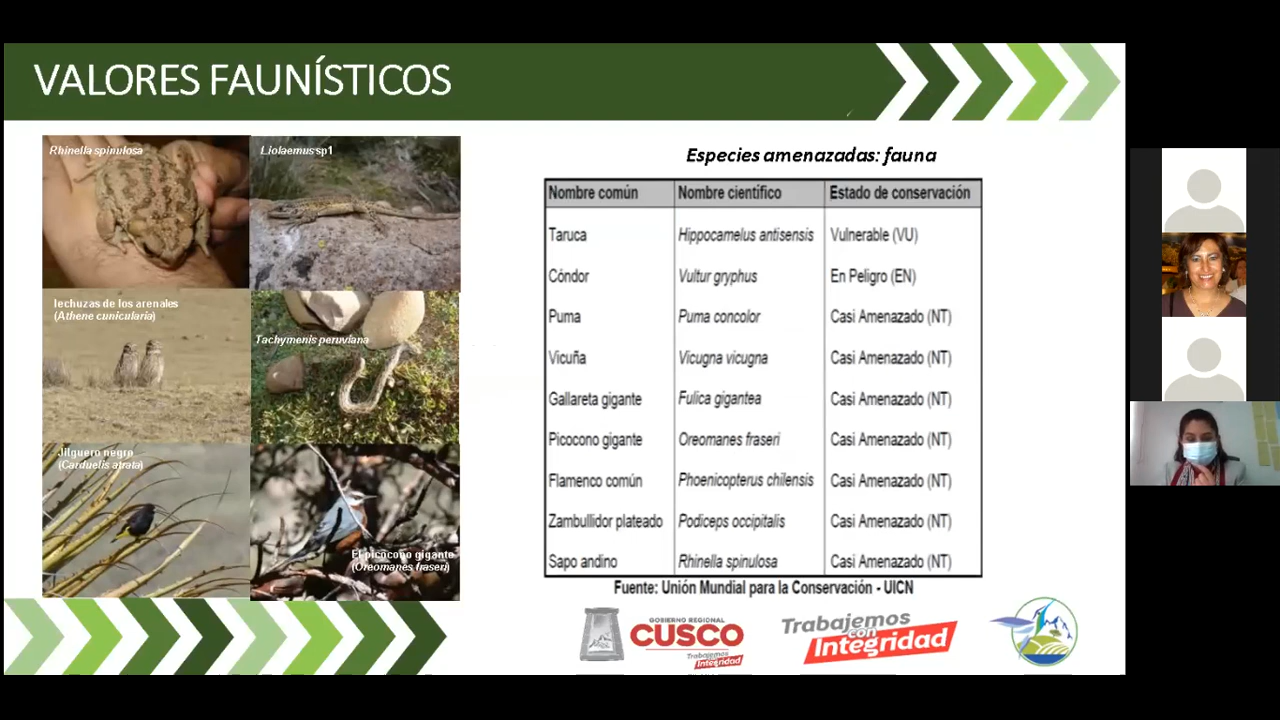 VALORES FAUNÍSTICOS
Rhinella spinulosa
Liolaemus sp1
lechuzas de los arenales
(Athene cunicularia)
Tachymenis peruviana
Jilguero negro
(Carduelis atrata)
El picocono gigante
(Oreomanes fraseri)
Especies amenazadas: fauna
Nombre común Nombre científico Estado de conservación
Taruca Hippocamelus antisensis Vulnerable (VU)
Cóndor Vultur gryphus En Peligro (EN)
Puma Puma concolor Casi Amenazado (NT)
Vicuña Vicugna vicugna Casi Amenazado (NT)
Gallareta gigante Fulica gigantea Casi Amenazado (NT)
Picocono gigante Oreomanes fraseri Casi Amenazado (NT)
Flamenco común Phoenicopterus chilensis Casi Amenazado (NT)
Zambullidor plateado Podiceps occipitalis Casi Amenazado (NT)
Sapo andino Rhinella spinulosa Casi Amenazado (NT)
Fuente: Unión Mundial para la Conservación - UICN
GOBIERNO REGIONAL
CUSCO
Trabajemos
con
Integridad
Trabajemos
con
Integridad